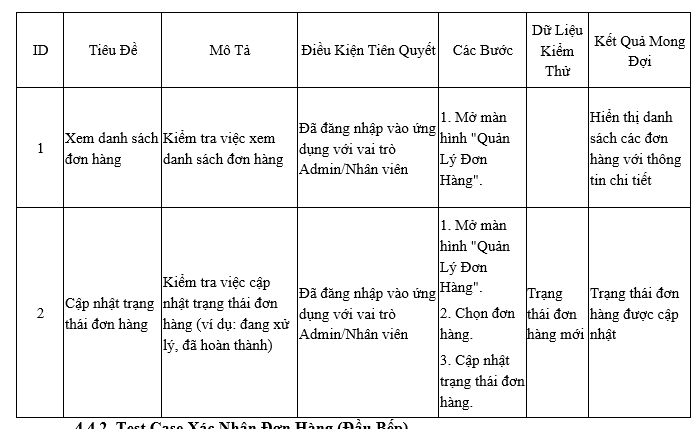 ID
Tiêu Đề
Mô Tả
Điều Kiện Tiên Quyết
Các Bước
Dữ Liệu
Kiểm
Thử
Kết Quả Mong
Đợi
1
Xem danh sách
đơn hàng
Kiểm tra việc xem
danh sách đơn hàng
Đã đăng nhập vào ứng
dụng với vai trò
Admin/Nhân viên
1. Mở màn
hình "Quản
Lý Đơn
Hàng".
Hiển thị danh
sách các đơn
hàng với thông
tin chi tiết
2
Cập nhật trạng
thái đơn hàng
Kiểm tra việc cập
nhật trạng thái đơn
hàng (ví dụ: đang xử
lý, đã hoàn thành)
Đã đăng nhập vào ứng
dụng với vai trò
Admin/Nhân viên
1. Mở màn
hình "Quản
Lý Đơn
Hàng".
2. Chọn đơn
hàng.
3. Cập nhật
trạng thái đơn
hàng.
Trạng
thái đơn
hàng mới
Trạng thái đơn
hàng được cập
nhật
4.4.2. Test Case Xác Nhận Đơn Hàng (Đầu Bếp)